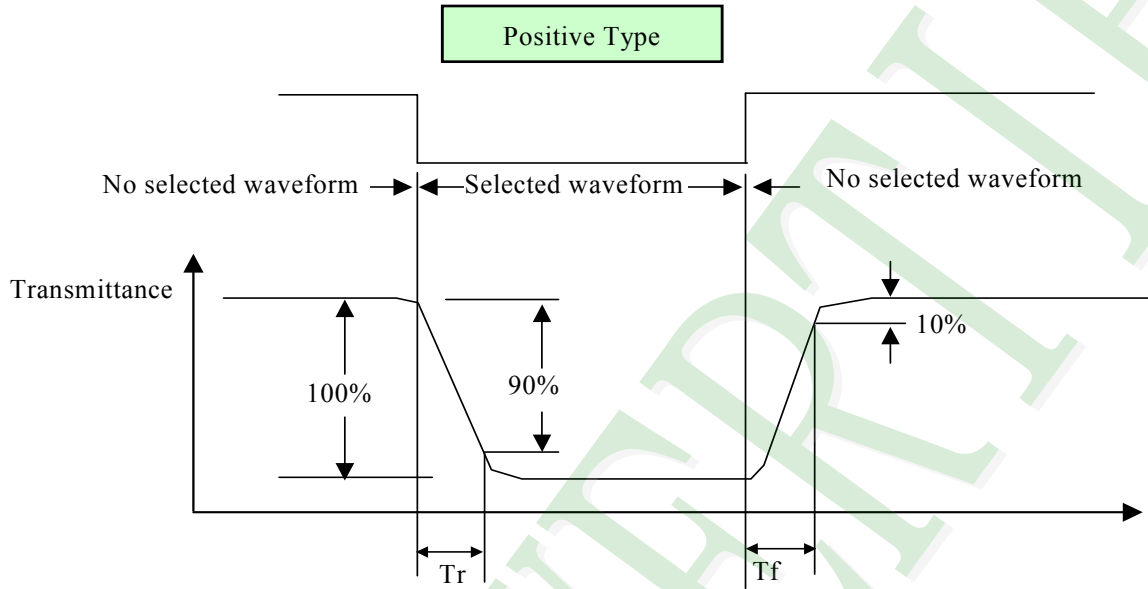 Positive Type
No selected waveform
Selected waveform
No selected waveform
Transmittance
10%
100%
90%
Tr
Tf